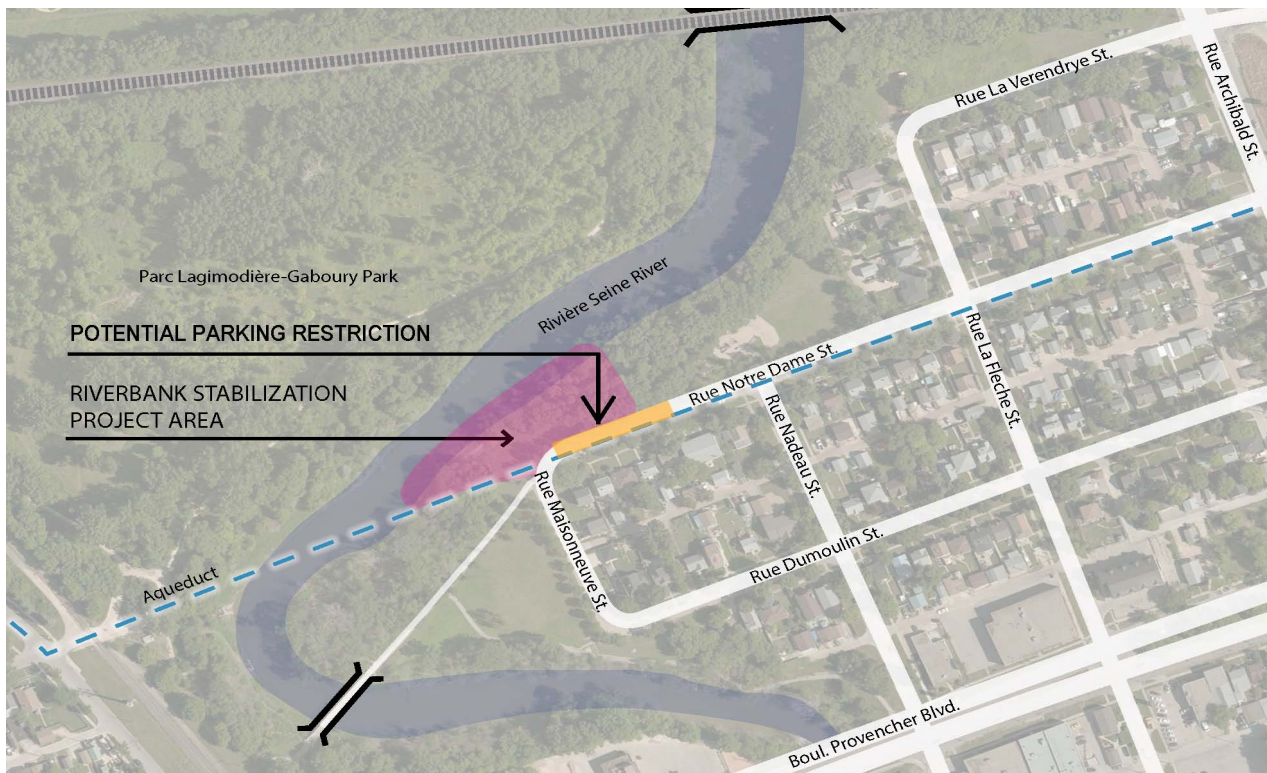 Rue La Verendrye St.
Rue Archibald St.
Parc Lagimodière-Gaboury Park
Rivière Seine River
POTENTIAL PARKING RESTRICTION
RIVERBANK STABILIZATION
PROJECT AREA
Rue Notre Dame St.
Rue La Fleche St.
Rue Nadeau St.
Rue Maisonneuve St.
Rue Dumoulin St.
Aqueduct
Boul. Provencher Blvd.